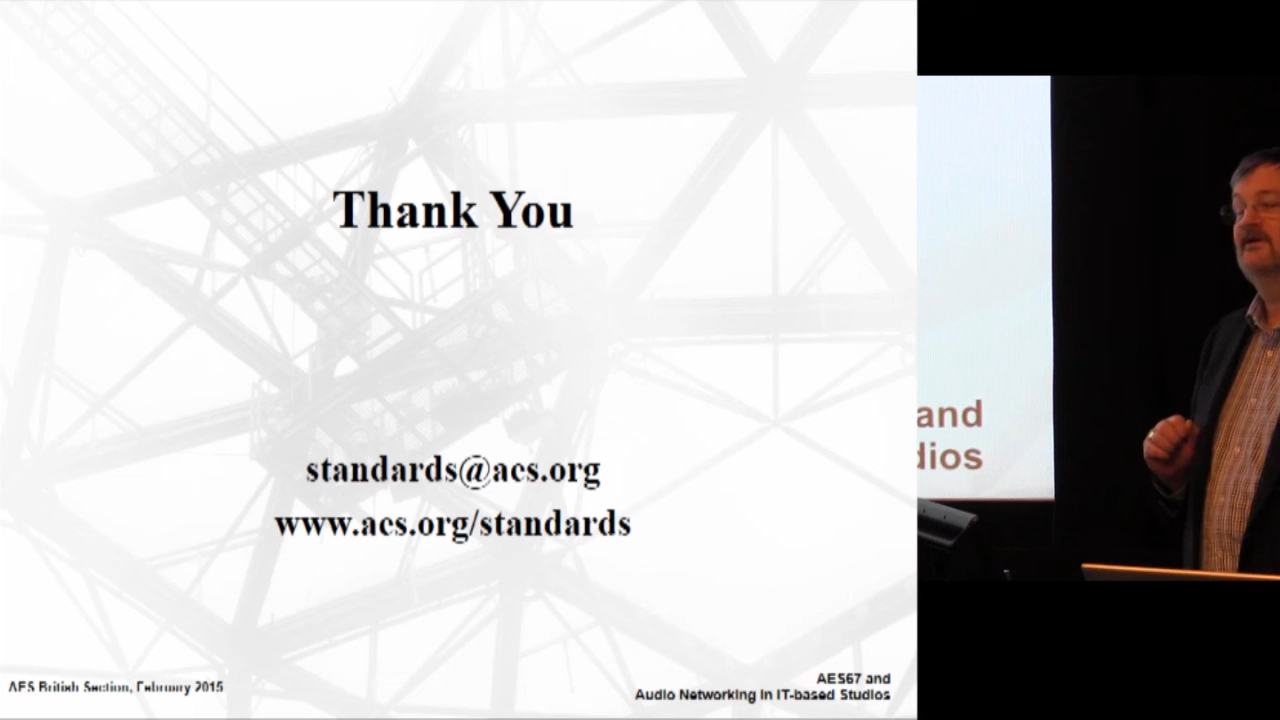 Thank You
standards@aes.org
www.aes.org/standards
AES British Section, February 2015
AES67 and
Audio Networking in IT-based Studios
and
dios